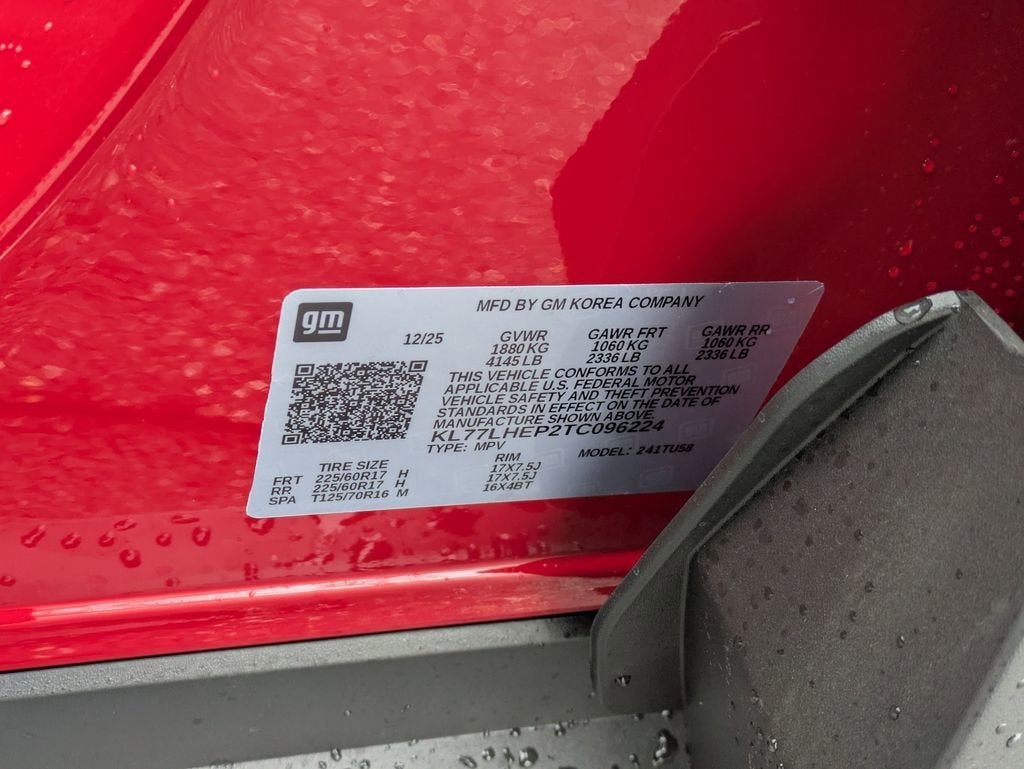 gm
MFD BY GM KOREA COMPANY
12/25 GVWR GAWR FRT GAWR RR
1880 KG 1060 KG 1060 KG
4145 LB 2336 LB 2336 LB
THIS VEHICLE CONFORMS TO ALL
APPLICABLE U.S. FEDERAL MOTOR
VEHICLE SAFETY AND THEFT PREVENTION
STANDARDS IN EFFECT ON THE DATE OF
MANUFACTURE SHOWN ABOVE.
KL77LHEP2TC096224
TYPE: MPV MODEL: 241TU58
TIRE SIZE RIM
FRT 225/60R17 H 17X7.5J
RR 225/60R17 H 17X7.5J
SPA T125/70R16 M 16X4BT